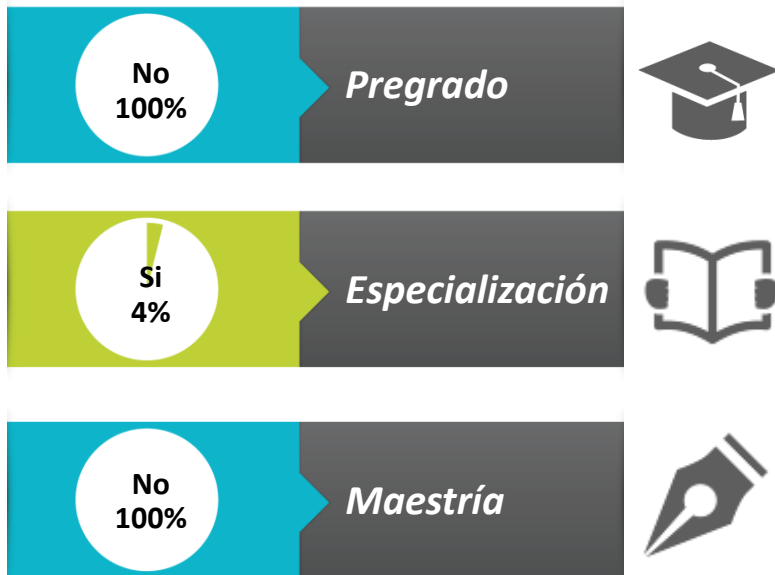 No
100%
Pregrado
Si
4%
Especialización
No
100%
Maestría